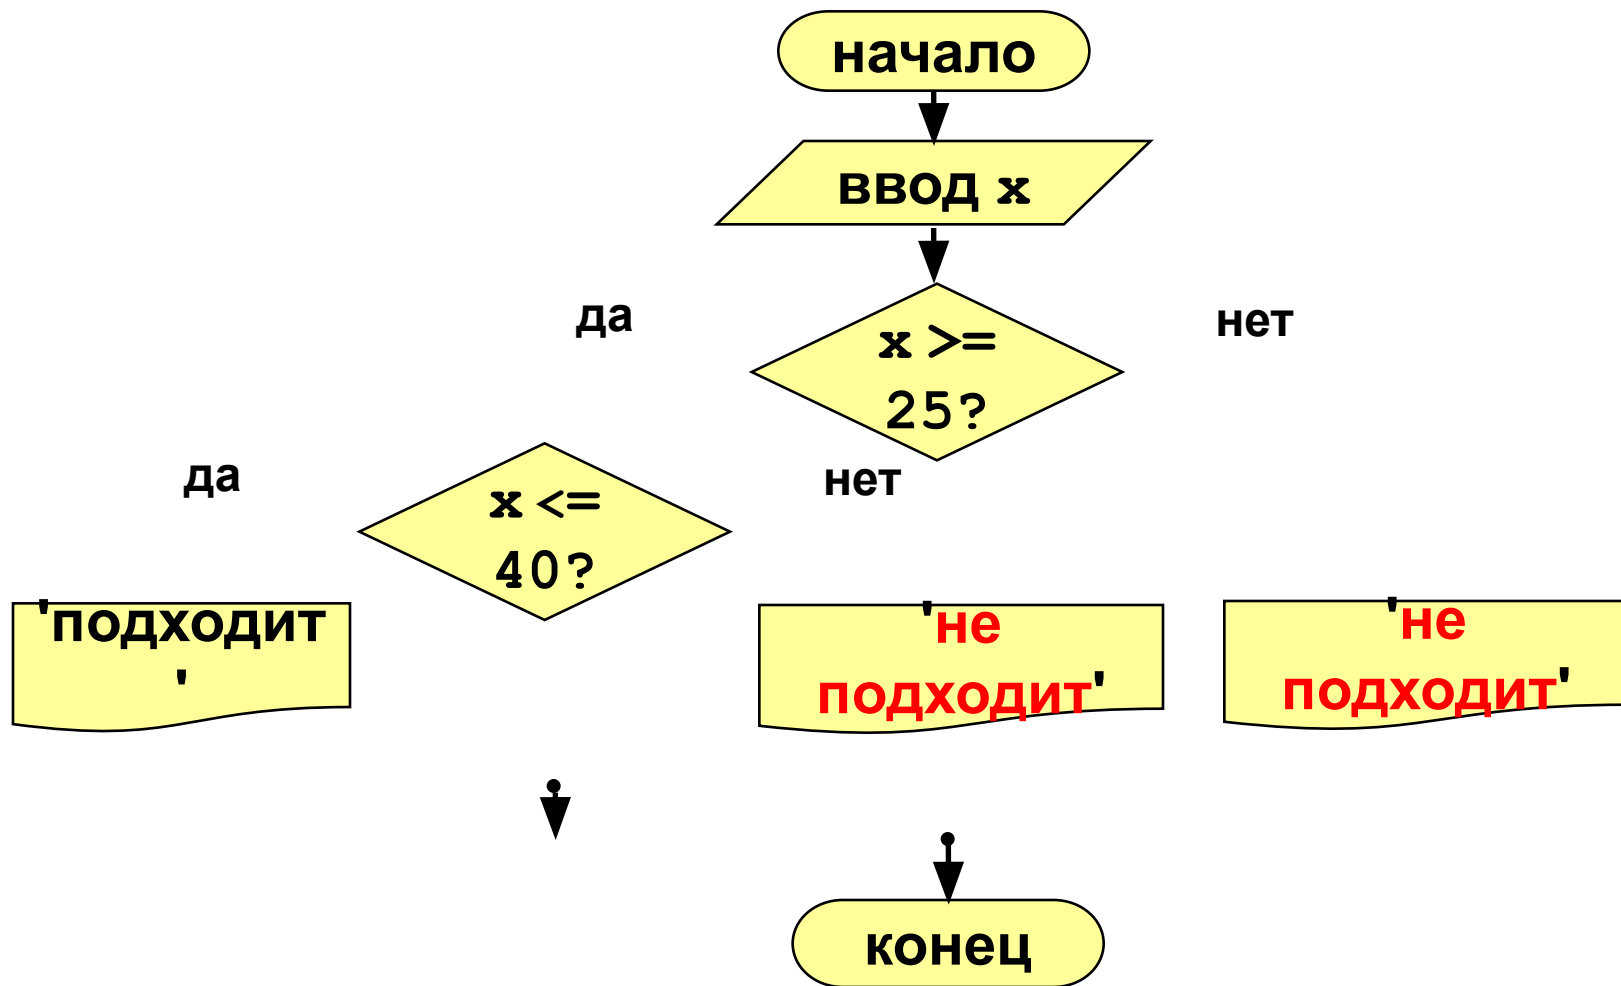 начало
ввод x
да
нет
x >=
25?
да
нет
x <=
40?
'подходит
'
'не
подходит'
'не
подходит'
конец